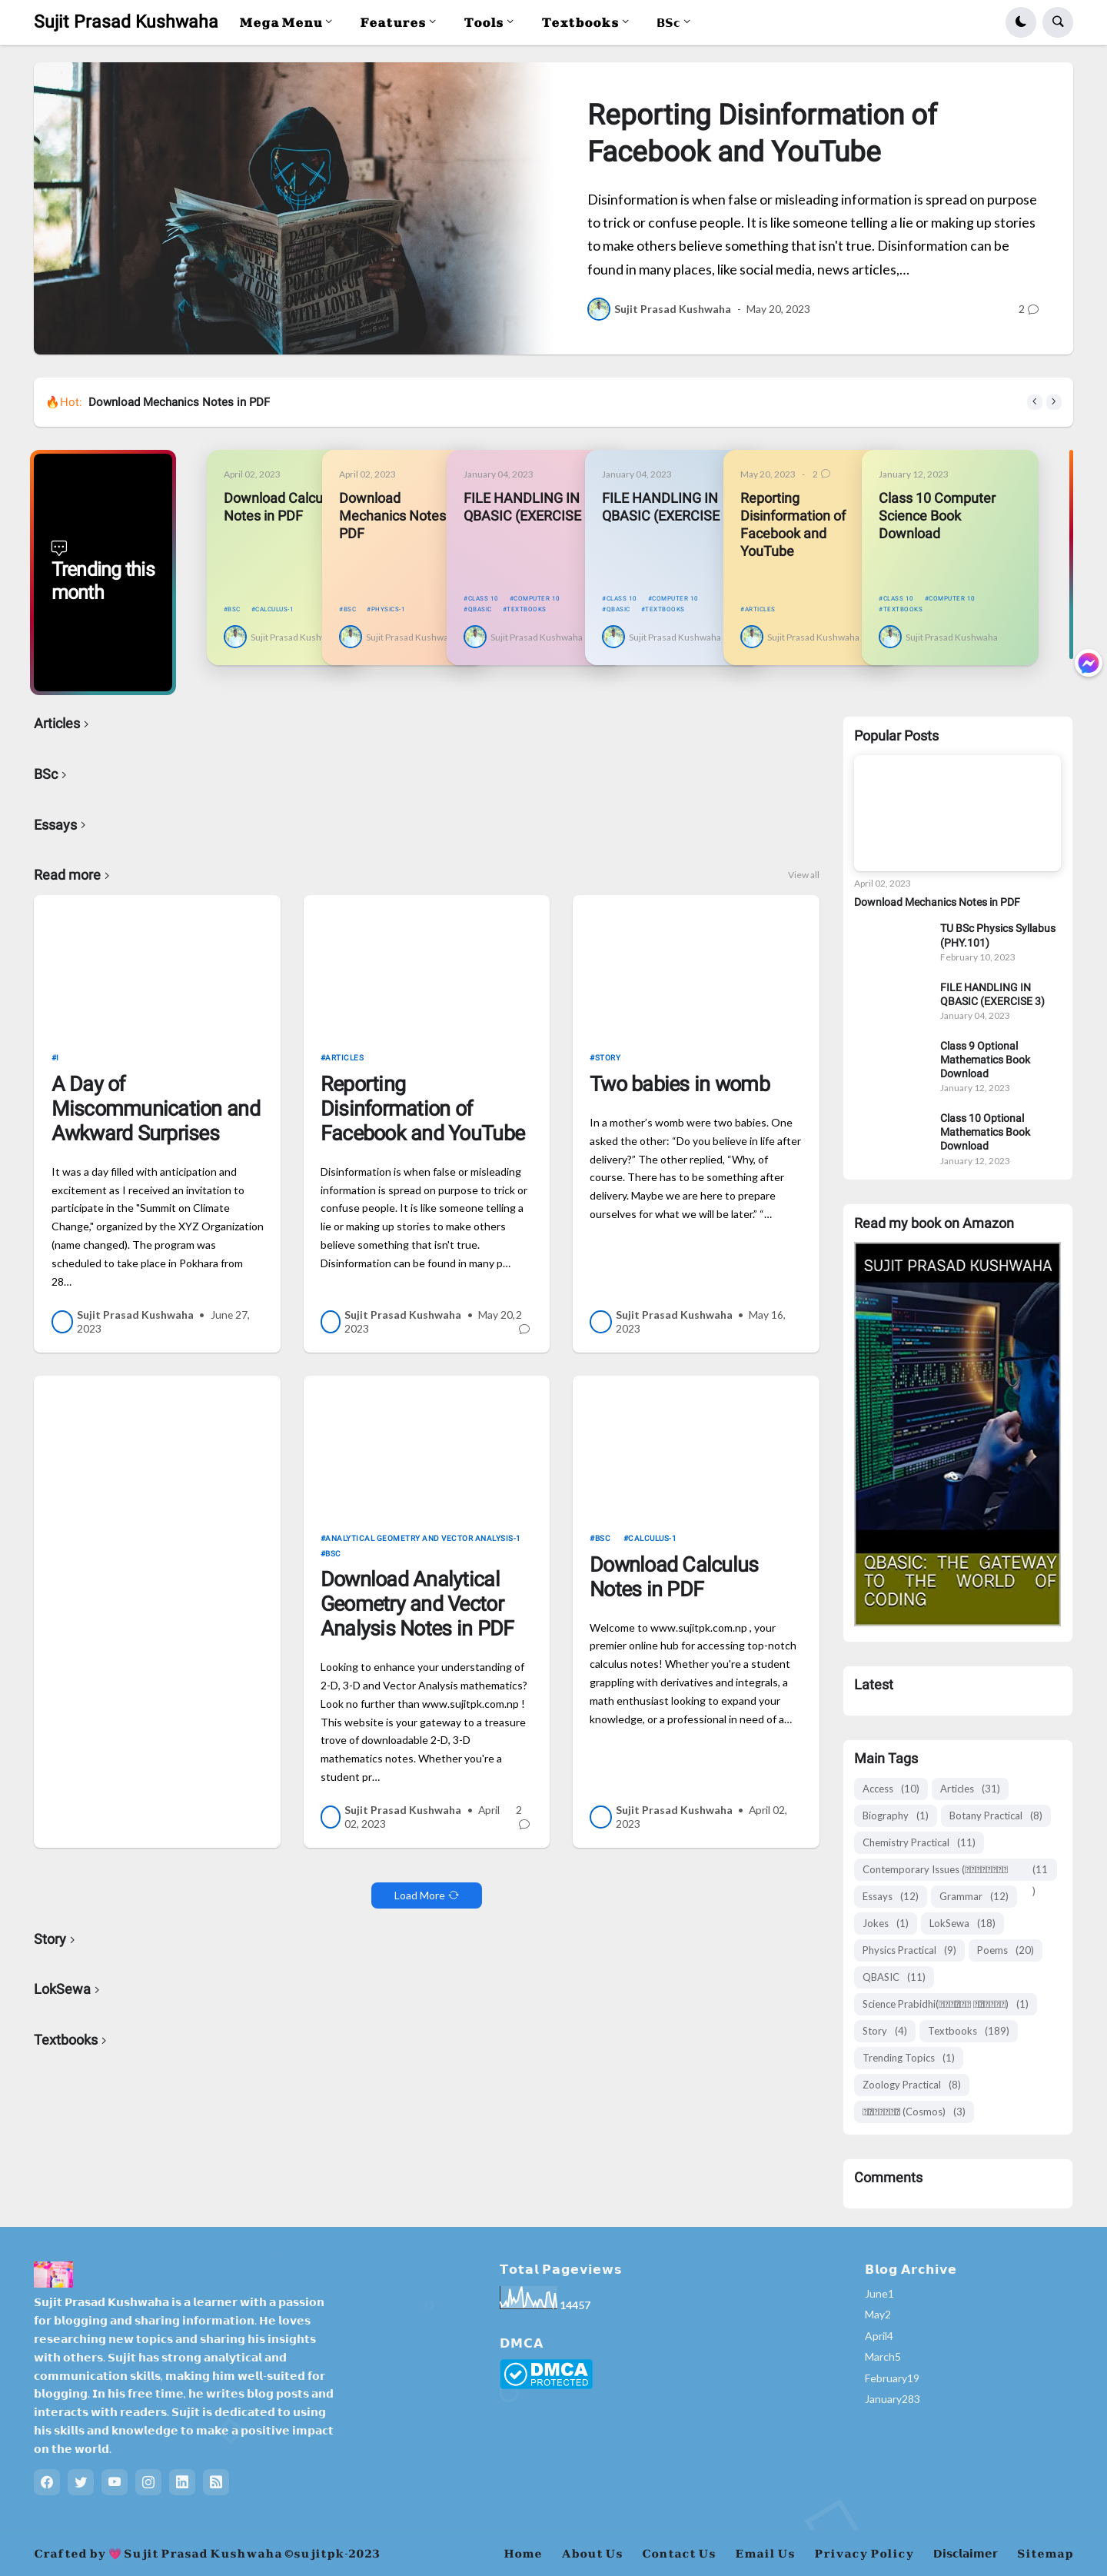 Sujit Prasad Kushwaha
Mega Menu
Features
Tools
Textbooks
BSc
Reporting Disinformation of
Facebook and YouTube
Disinformation is when false or misleading information is spread on purpose
to trick or confuse people. It is like someone telling a lie or making up stories
to make others believe something that isn't true. Disinformation can be
found in many places, like social media, news articles,…
Sujit Prasad Kushwaha - May 20, 2023
2
🔥Hot: Download Mechanics Notes in PDF
Trending this
month
April 02, 2023
Download Calcu
Notes in PDF
#BSC #CALCULUS-1
Sujit Prasad Kush
April 02, 2023
Download
Mechanics Notes
PDF
#BSC #PHYSICS-1
Sujit Prasad Kushwa
January 04, 2023
FILE HANDLING IN
QBASIC (EXERCISE
#CLASS 10 #COMPUTER 10
#QBASIC #TEXTBOOKS
Sujit Prasad Kushwaha
January 04, 2023
FILE HANDLING IN
QBASIC (EXERCISE
#CLASS 10 #COMPUTER 10
#QBASIC #TEXTBOOKS
Sujit Prasad Kushwaha
May 20, 2023 - 2
Reporting
Disinformation of
Facebook and
YouTube
#ARTICLES
Sujit Prasad Kushwaha
January 12, 2023
Class 10 Computer
Science Book
Download
#CLASS 10 #COMPUTER 10
#TEXTBOOKS
Sujit Prasad Kushwaha
Articles
BSc
Essays
Read more
View all
#I
A Day of
Miscommunication and
Awkward Surprises
It was a day filled with anticipation and
excitement as I received an invitation to
participate in the "Summit on Climate
Change," organized by the XYZ Organization
(name changed). The program was
scheduled to take place in Pokhara from
28…
Sujit Prasad Kushwaha • June 27,
2023
#ARTICLES
Reporting
Disinformation of
Facebook and YouTube
Disinformation is when false or misleading
information is spread on purpose to trick or
confuse people. It is like someone telling a
lie or making up stories to make others
believe something that isn't true.
Disinformation can be found in many p…
Sujit Prasad Kushwaha • May 20,
2023
2
#STORY
Two babies in womb
In a mother’s womb were two babies. One
asked the other: “Do you believe in life after
delivery?” The other replied, “Why, of
course. There has to be something after
delivery. Maybe we are here to prepare
ourselves for what we will be later.” “…
Sujit Prasad Kushwaha • May 16,
2023
#ANALYTICAL GEOMETRY AND VECTOR ANALYSIS-1
#BSC
Download Analytical
Geometry and Vector
Analysis Notes in PDF
Looking to enhance your understanding of
2-D, 3-D and Vector Analysis mathematics?
Look no further than www.sujitpk.com.np !
This website is your gateway to a treasure
trove of downloadable 2-D, 3-D
mathematics notes. Whether you're a
student pr…
Sujit Prasad Kushwaha • April
02, 2023
2
#BSC #CALCULUS-1
Download Calculus
Notes in PDF
Welcome to www.sujitpk.com.np , your
premier online hub for accessing top-notch
calculus notes! Whether you're a student
grappling with derivatives and integrals, a
math enthusiast looking to expand your
knowledge, or a professional in need of a…
Sujit Prasad Kushwaha • April 02,
2023
Load More
Story
LokSewa
Textbooks
Popular Posts
April 02, 2023
Download Mechanics Notes in PDF
TU BSc Physics Syllabus
(PHY.101)
February 10, 2023
FILE HANDLING IN
QBASIC (EXERCISE 3)
January 04, 2023
Class 9 Optional
Mathematics Book
Download
January 12, 2023
Class 10 Optional
Mathematics Book
Download
January 12, 2023
Read my book on Amazon
SUJIT PRASAD KUSHWAHA
QBASIC: THE GATEWAY
TO THE WORLD OF
CODING
Latest
Main Tags
Access (10)
Articles (31)
Biography (1)
Botany Practical (8)
Chemistry Practical (11)
Contemporary Issues ( (11
)
Essays (12)
Grammar (12)
Jokes (1)
LokSewa (18)
Physics Practical (9)
Poems (20)
QBASIC (11)
Science Prabidhi( ) (1)
Story (4)
Textbooks (189)
Trending Topics (1)
Zoology Practical (8)
(Cosmos) (3)
Comments
Sujit Prasad Kushwaha is a learner with a passion
for blogging and sharing information. He loves
researching new topics and sharing his insights
with others. Sujit has strong analytical and
communication skills, making him well-suited for
blogging. In his free time, he writes blog posts and
interacts with readers. Sujit is dedicated to using
his skills and knowledge to make a positive impact
on the world.
Total Pageviews
14457
DMCA
DMCA
PROTECTED
Blog Archive
June1
May2
April4
March5
February19
January283
Crafted by 💗 Sujit Prasad Kushwaha ©sujitpk-2023
Home
About Us
Contact Us
Email Us
Privacy Policy
Disclaimer
Sitemap